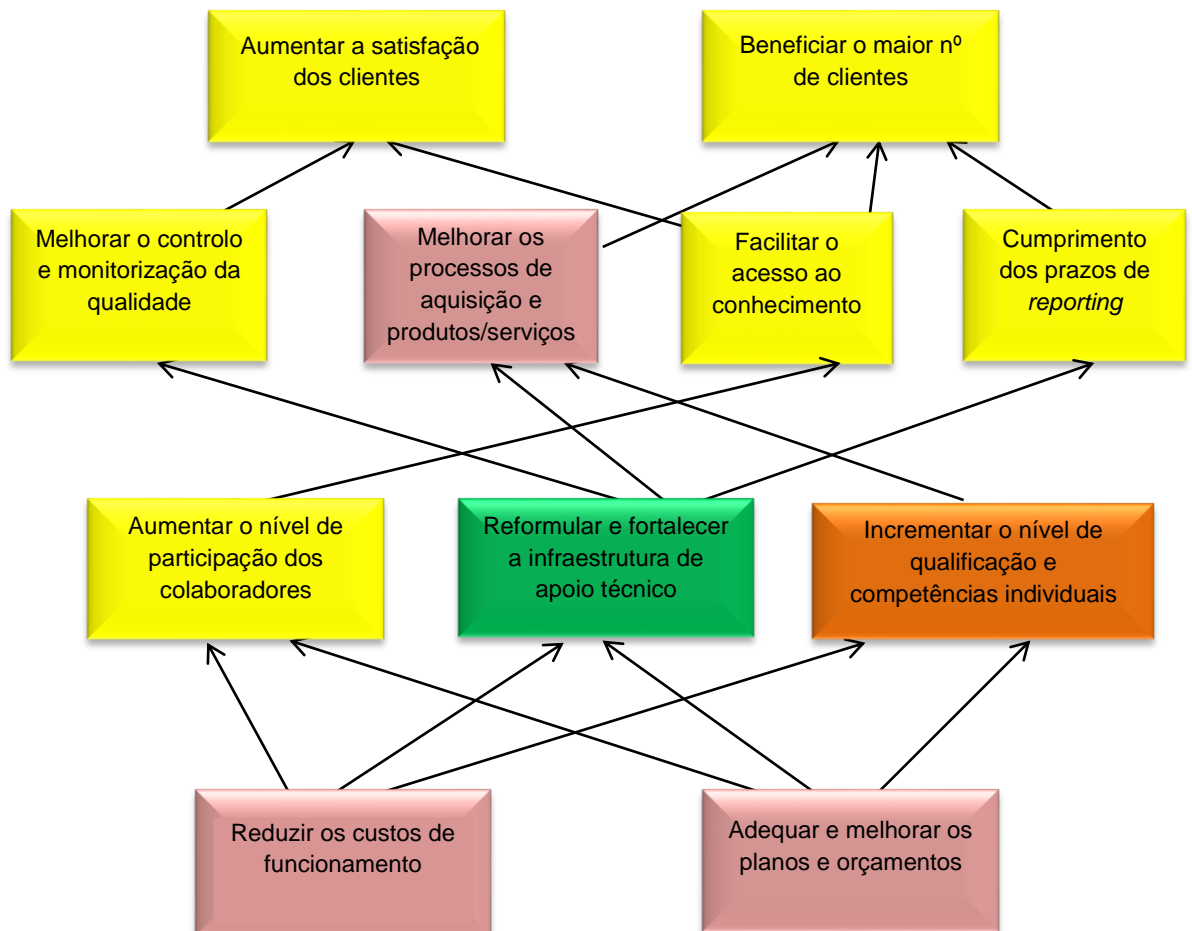 Aumentar a satisfação
dos clientes
Beneficiar o maior nº
de clientes
Melhorar o controlo
e monitorização da
qualidade
Melhorar os
processos de
aquisição e
produtos/serviços
Facilitar o
acesso ao
conhecimento
Cumprimento
dos prazos de
reporting
Aumentar o nível de
participação dos
colaboradores
Reformular e fortalecer
a infraestrutura de
apoio técnico
Incrementar o nível de
qualificação e
competências individuais
Reduzir os custos de
funcionamento
Adequar e melhorar os
planos e orçamentos